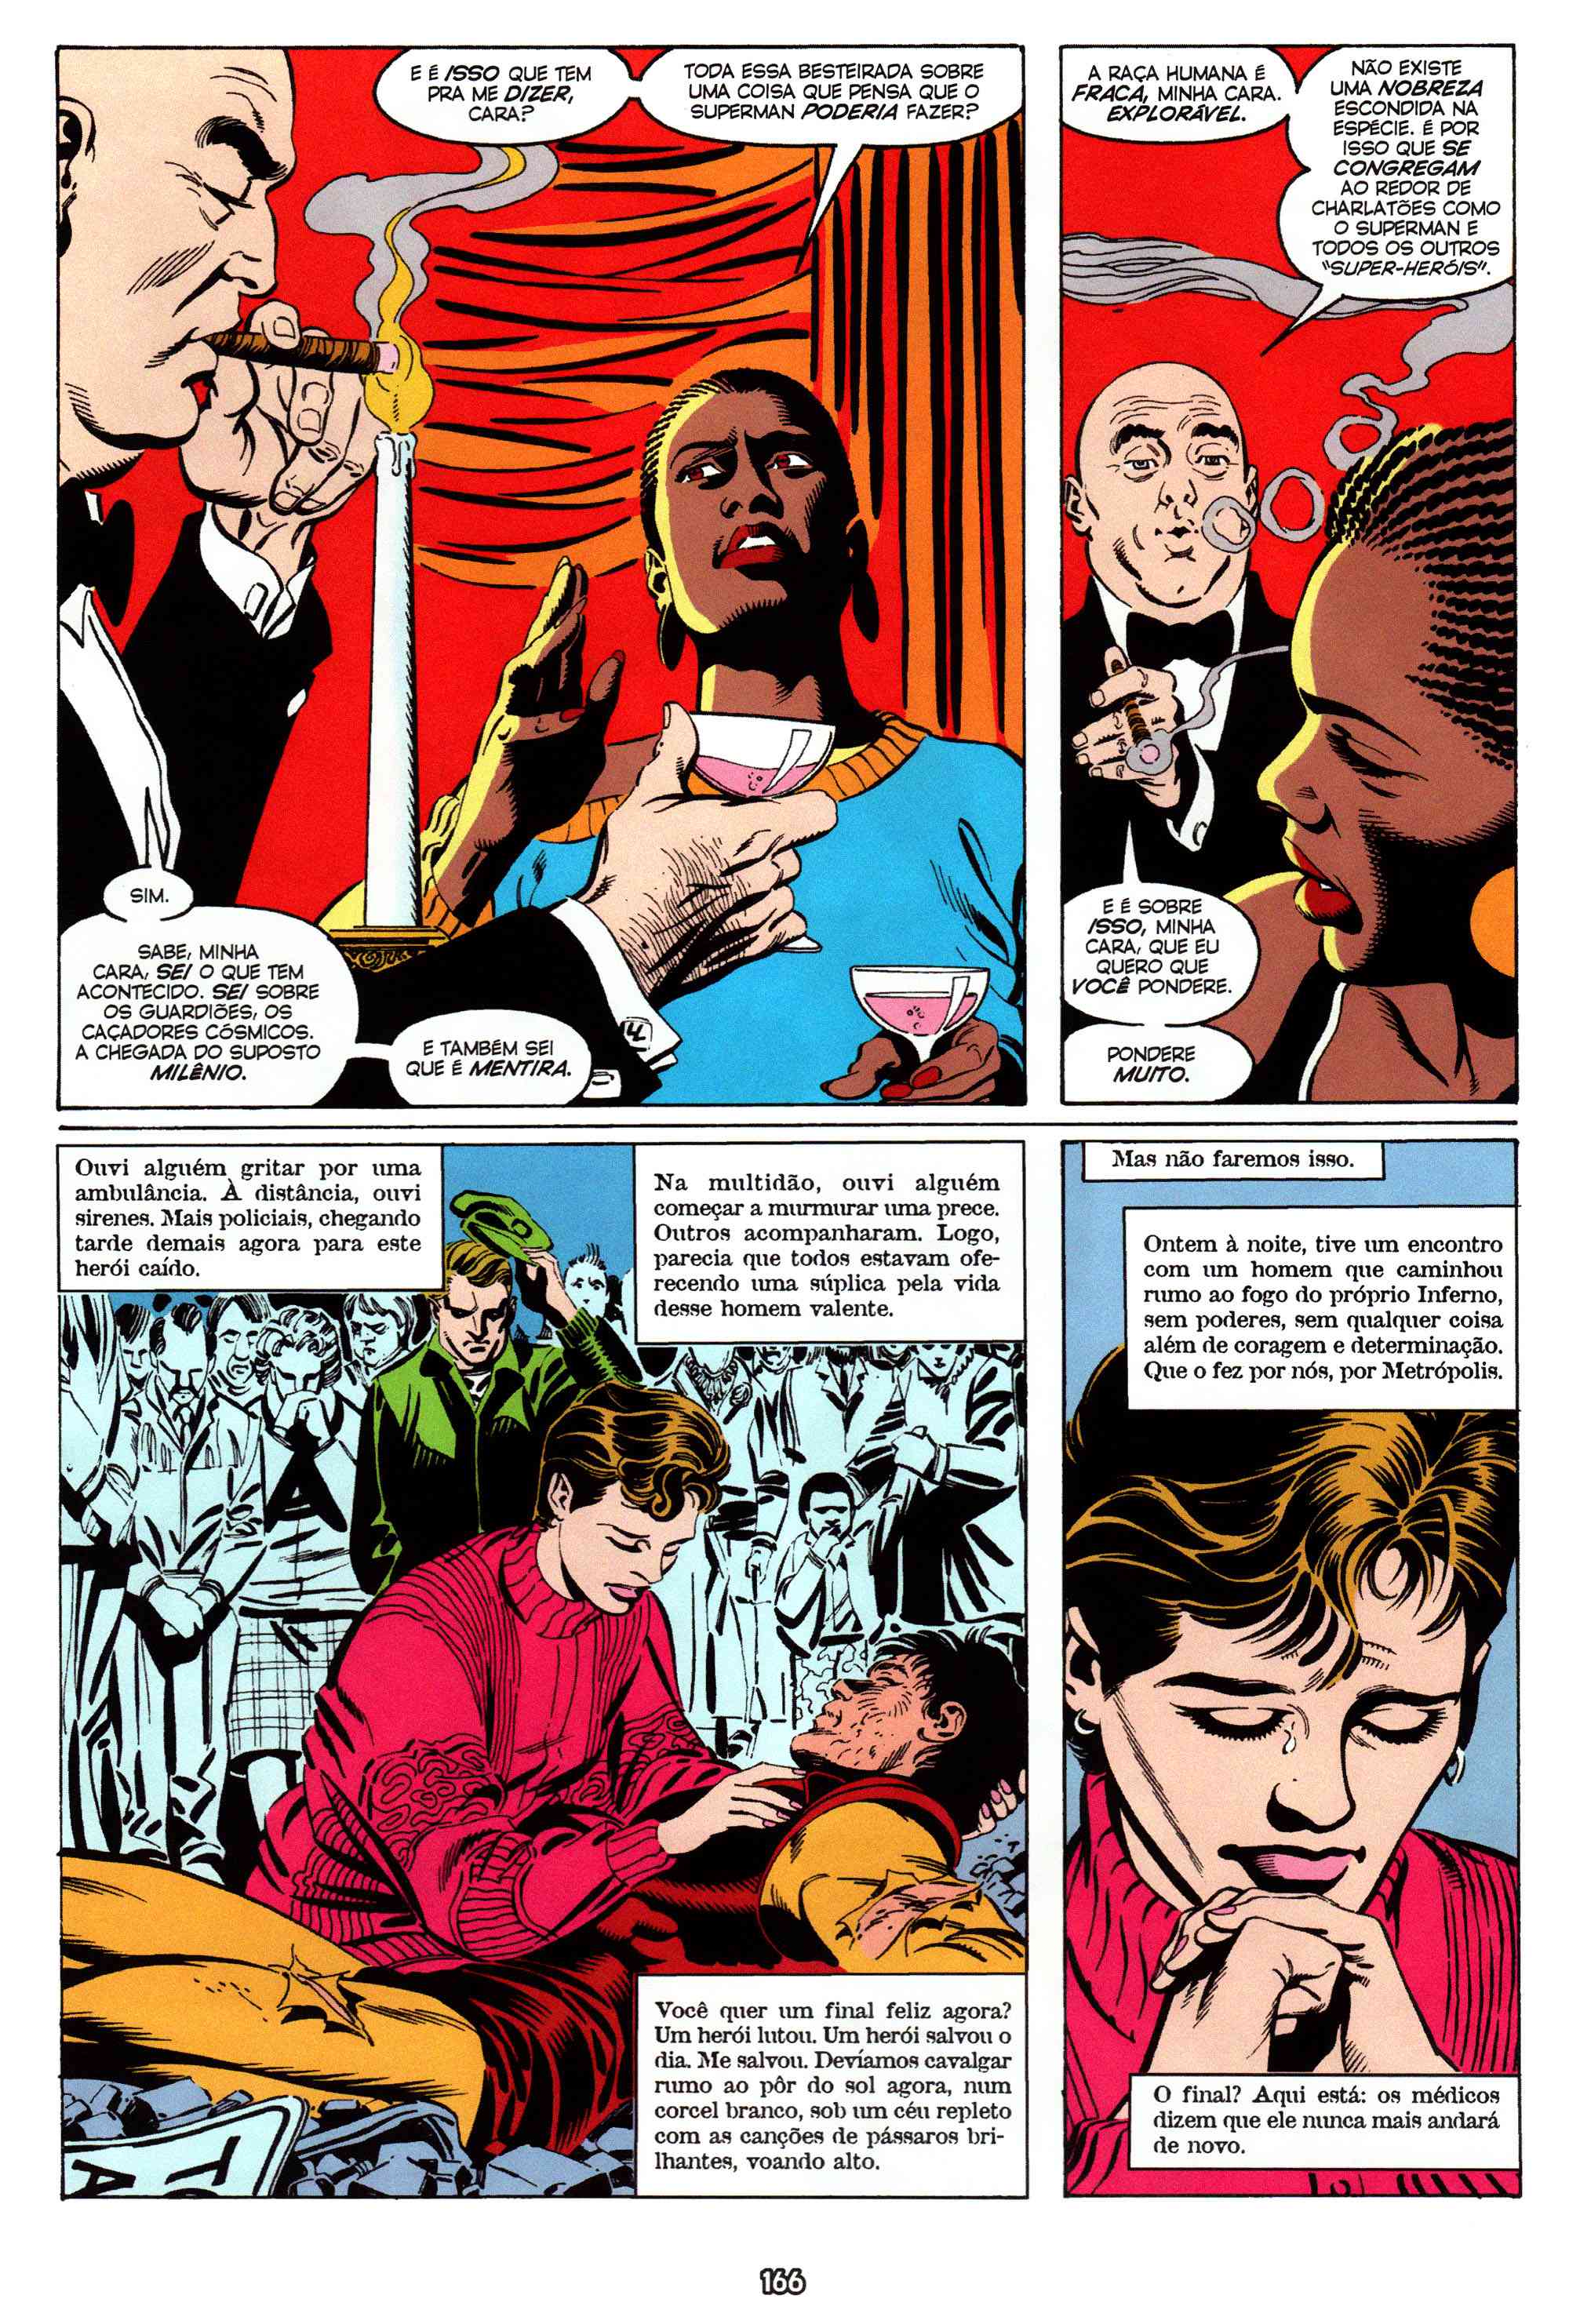 E É ISSO QUE TEM
PRA ME DIZER,
CARA?
TODA ESSA BESTEIRADA SOBRE
UMA COISA QUE PENSA QUE O
SUPERMAN PODERIA FAZER?
SIM.
SABE, MINHA
CARA, SEI O QUE TEM
ACONTECIDO. SEI SOBRE
OS GUARDIÕES, OS
CAÇADORES CÓSMICOS.
A CHEGADA DO SUPOSTO
MILÊNIO.
E TAMBÉM SEI
QUE É MENTIRA.
LL
A RAÇA HUMANA É
FRACA, MINHA CARA.
EXPLORÁVEL.
NÃO EXISTE
UMA NOBREZA
ESCONDIDA NA
ESPÉCIE. É POR
ISSO QUE SE
CONGREGAM
AO REDOR DE
CHARLATÕES COMO
O SUPERMAN E
TODOS OS OUTROS
"SUPER-HERÓIS".
E É SOBRE
ISSO, MINHA
CARA, QUE EU
QUERO QUE
VOCÊ PONDERE.
PONDERE
MUITO.
Ouvi alguém gritar por uma
ambulância. À distância, ouvi
sirenes. Mais policiais, chegando
tarde demais agora para este
herói caído.
Na multidão, ouvi alguém
começar a murmurar uma prece.
Outros acompanharam. Logo,
parecia que todos estavam ofe-
recendo uma súplica pela vida
desse homem valente.
Você quer um final feliz agora?
Um herói lutou. Um herói salvou o
dia. Me salvou. Devíamos cavalgar
rumo ao pôr do sol agora, num
corcel branco, sob um céu repleto
com as canções de pássaros bri-
lhantes, voando alto.
Mas não faremos isso.
Ontem à noite, tive um encontro
com um homem que caminhou
rumo ao fogo do próprio Inferno,
sem poderes, sem qualquer coisa
além de coragem e determinação.
Que o fez por nós, por Metrópolis.
O final? Aqui está: os médicos
dizem que ele nunca mais andará
de novo.
166